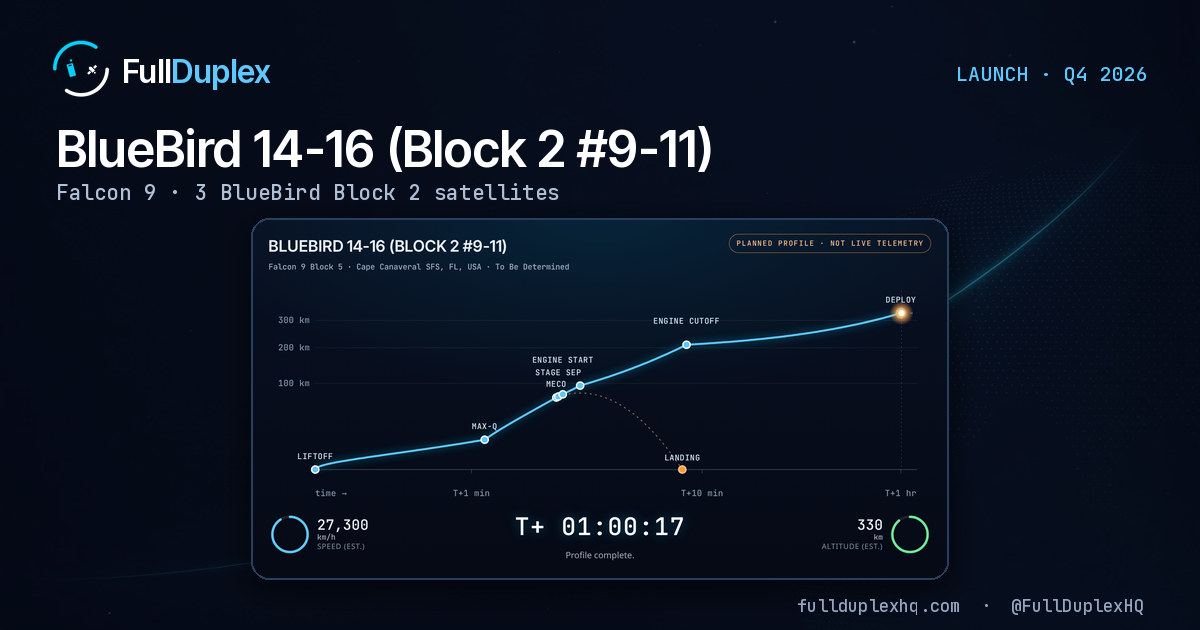 FullDuplex
LAUNCH · Q4 2026
BlueBird 14-16 (Block 2 #9-11)
Falcon 9 · 3 BlueBird Block 2 satellites
BLUEBIRD 14-16 (BLOCK 2 #9-11)
PLANNED PROFILE · NOT LIVE TELEMETRY
Falcon 9 Block 5 · Cape Canaveral SFS, FL, USA · To Be Determined
DEPLOY
300 km
ENGINE CUTOFF
200 km
ENGINE START
STAGE SEP
100 km
MECO
MAX-Q
LIFTOFF
LANDING
time →
T+1 min
T+10 min
T+1 hr
27,300
km/h
SPEED (EST.)
T+ 01:00:17
Profile complete.
330
km
ALTITUDE (EST.)
fullduplexhq.com · @FullDuplexHQ